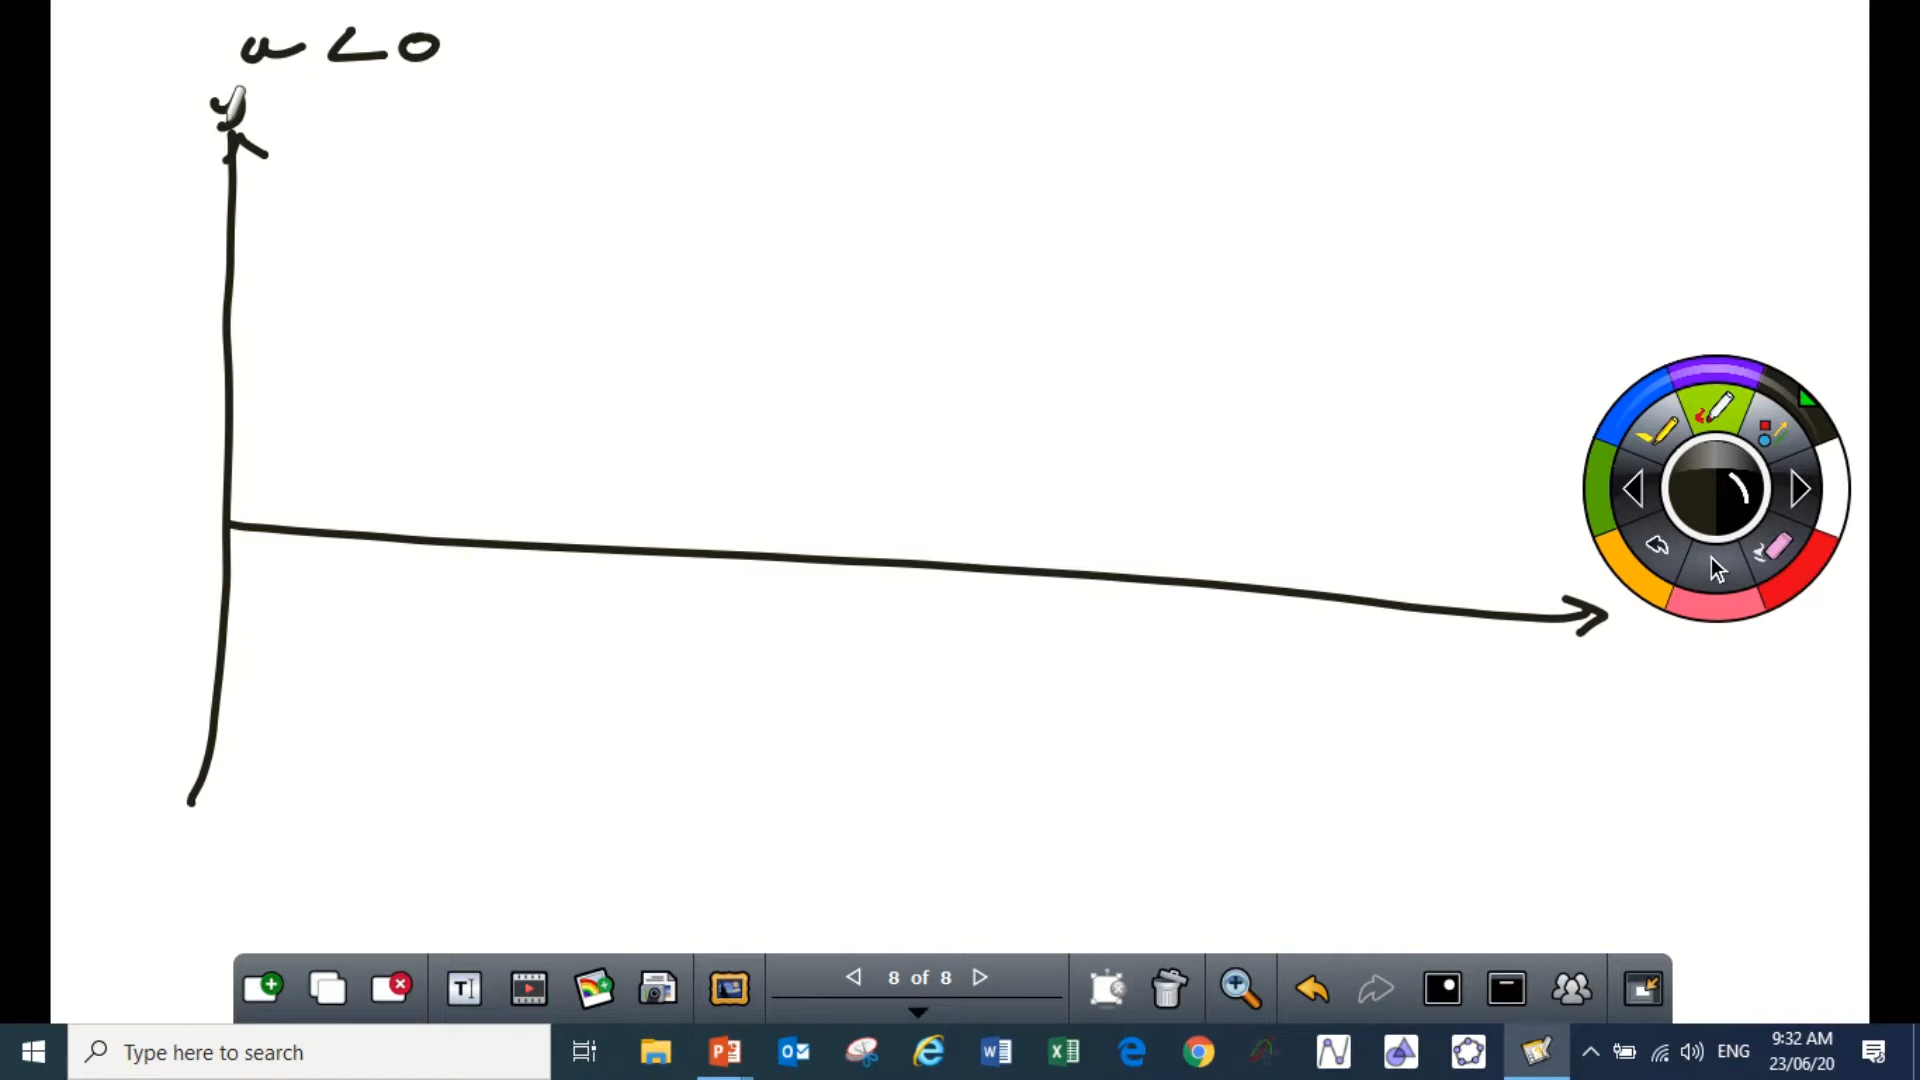 a < 0
y
8 of 8
Type here to search
ENG
9:32 AM
23/06/20